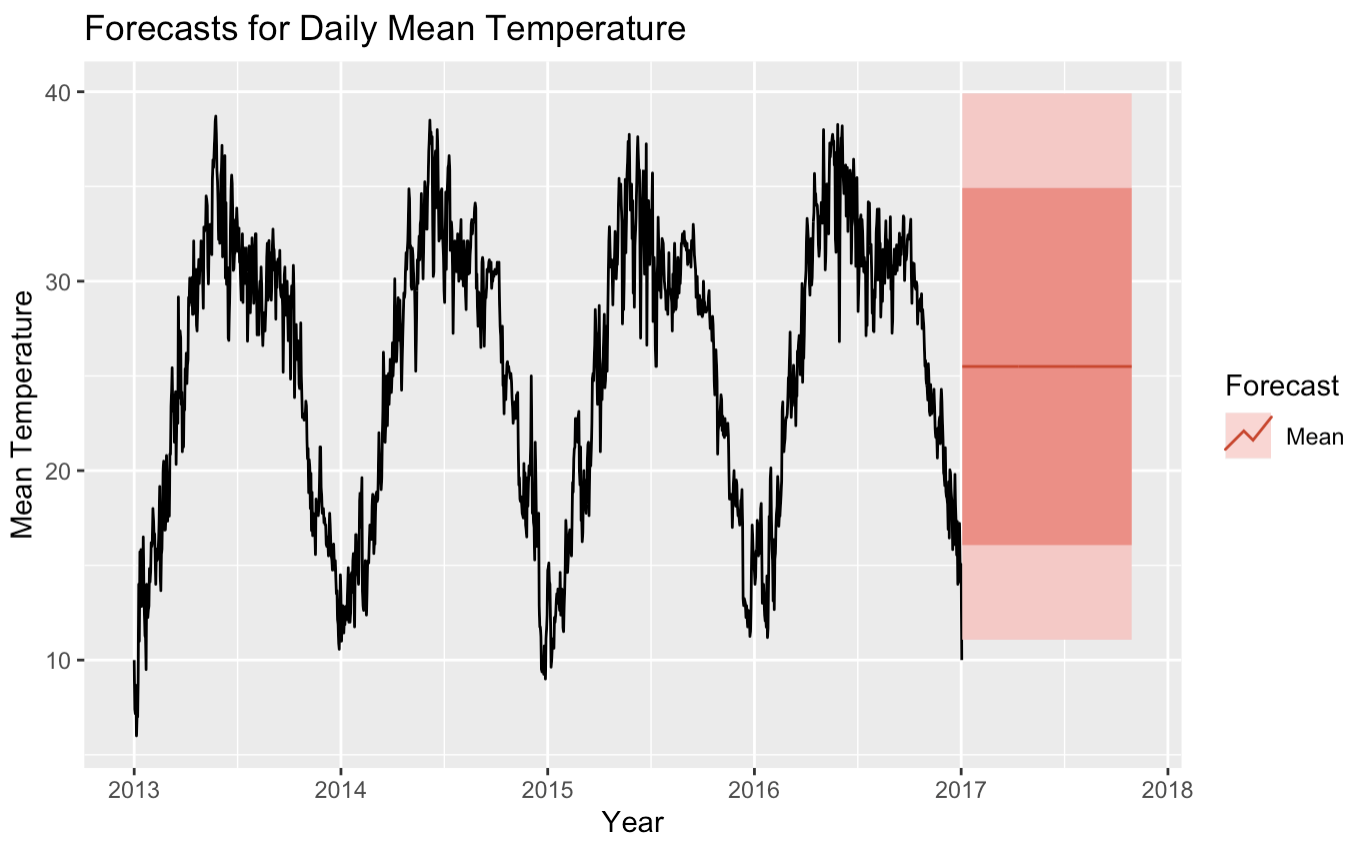 Forecasts for Daily Mean Temperature
40
30
20
10
Mean Temperature
2013 2014 2015 2016 2017 2018
Year
Forecast
Mean